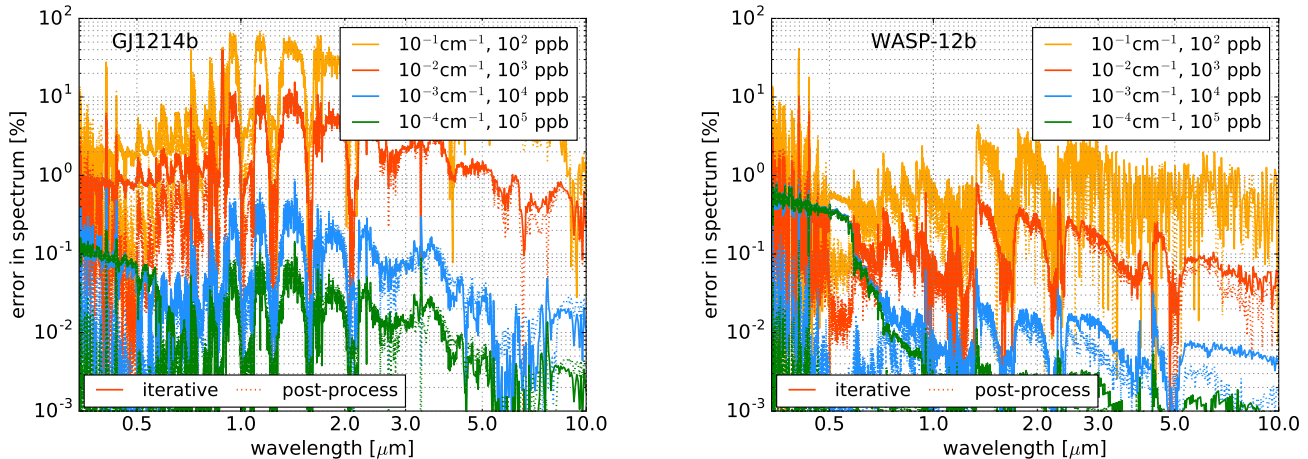 GJ1214b
10⁻¹cm⁻¹, 10² ppb
10⁻²cm⁻¹, 10³ ppb
10⁻³cm⁻¹, 10⁴ ppb
10⁻⁴cm⁻¹, 10⁵ ppb
10²
10¹
10⁰
10⁻¹
10⁻²
10⁻³
error in spectrum [%]
iterative post-process
0.5 1.0 2.0 3.0 5.0 10.0
wavelength [μm]
WASP-12b
10⁻¹cm⁻¹, 10² ppb
10⁻²cm⁻¹, 10³ ppb
10⁻³cm⁻¹, 10⁴ ppb
10⁻⁴cm⁻¹, 10⁵ ppb
10²
10¹
10⁰
10⁻¹
10⁻²
10⁻³
error in spectrum [%]
iterative post-process
0.5 1.0 2.0 3.0 5.0 10.0
wavelength [μm]